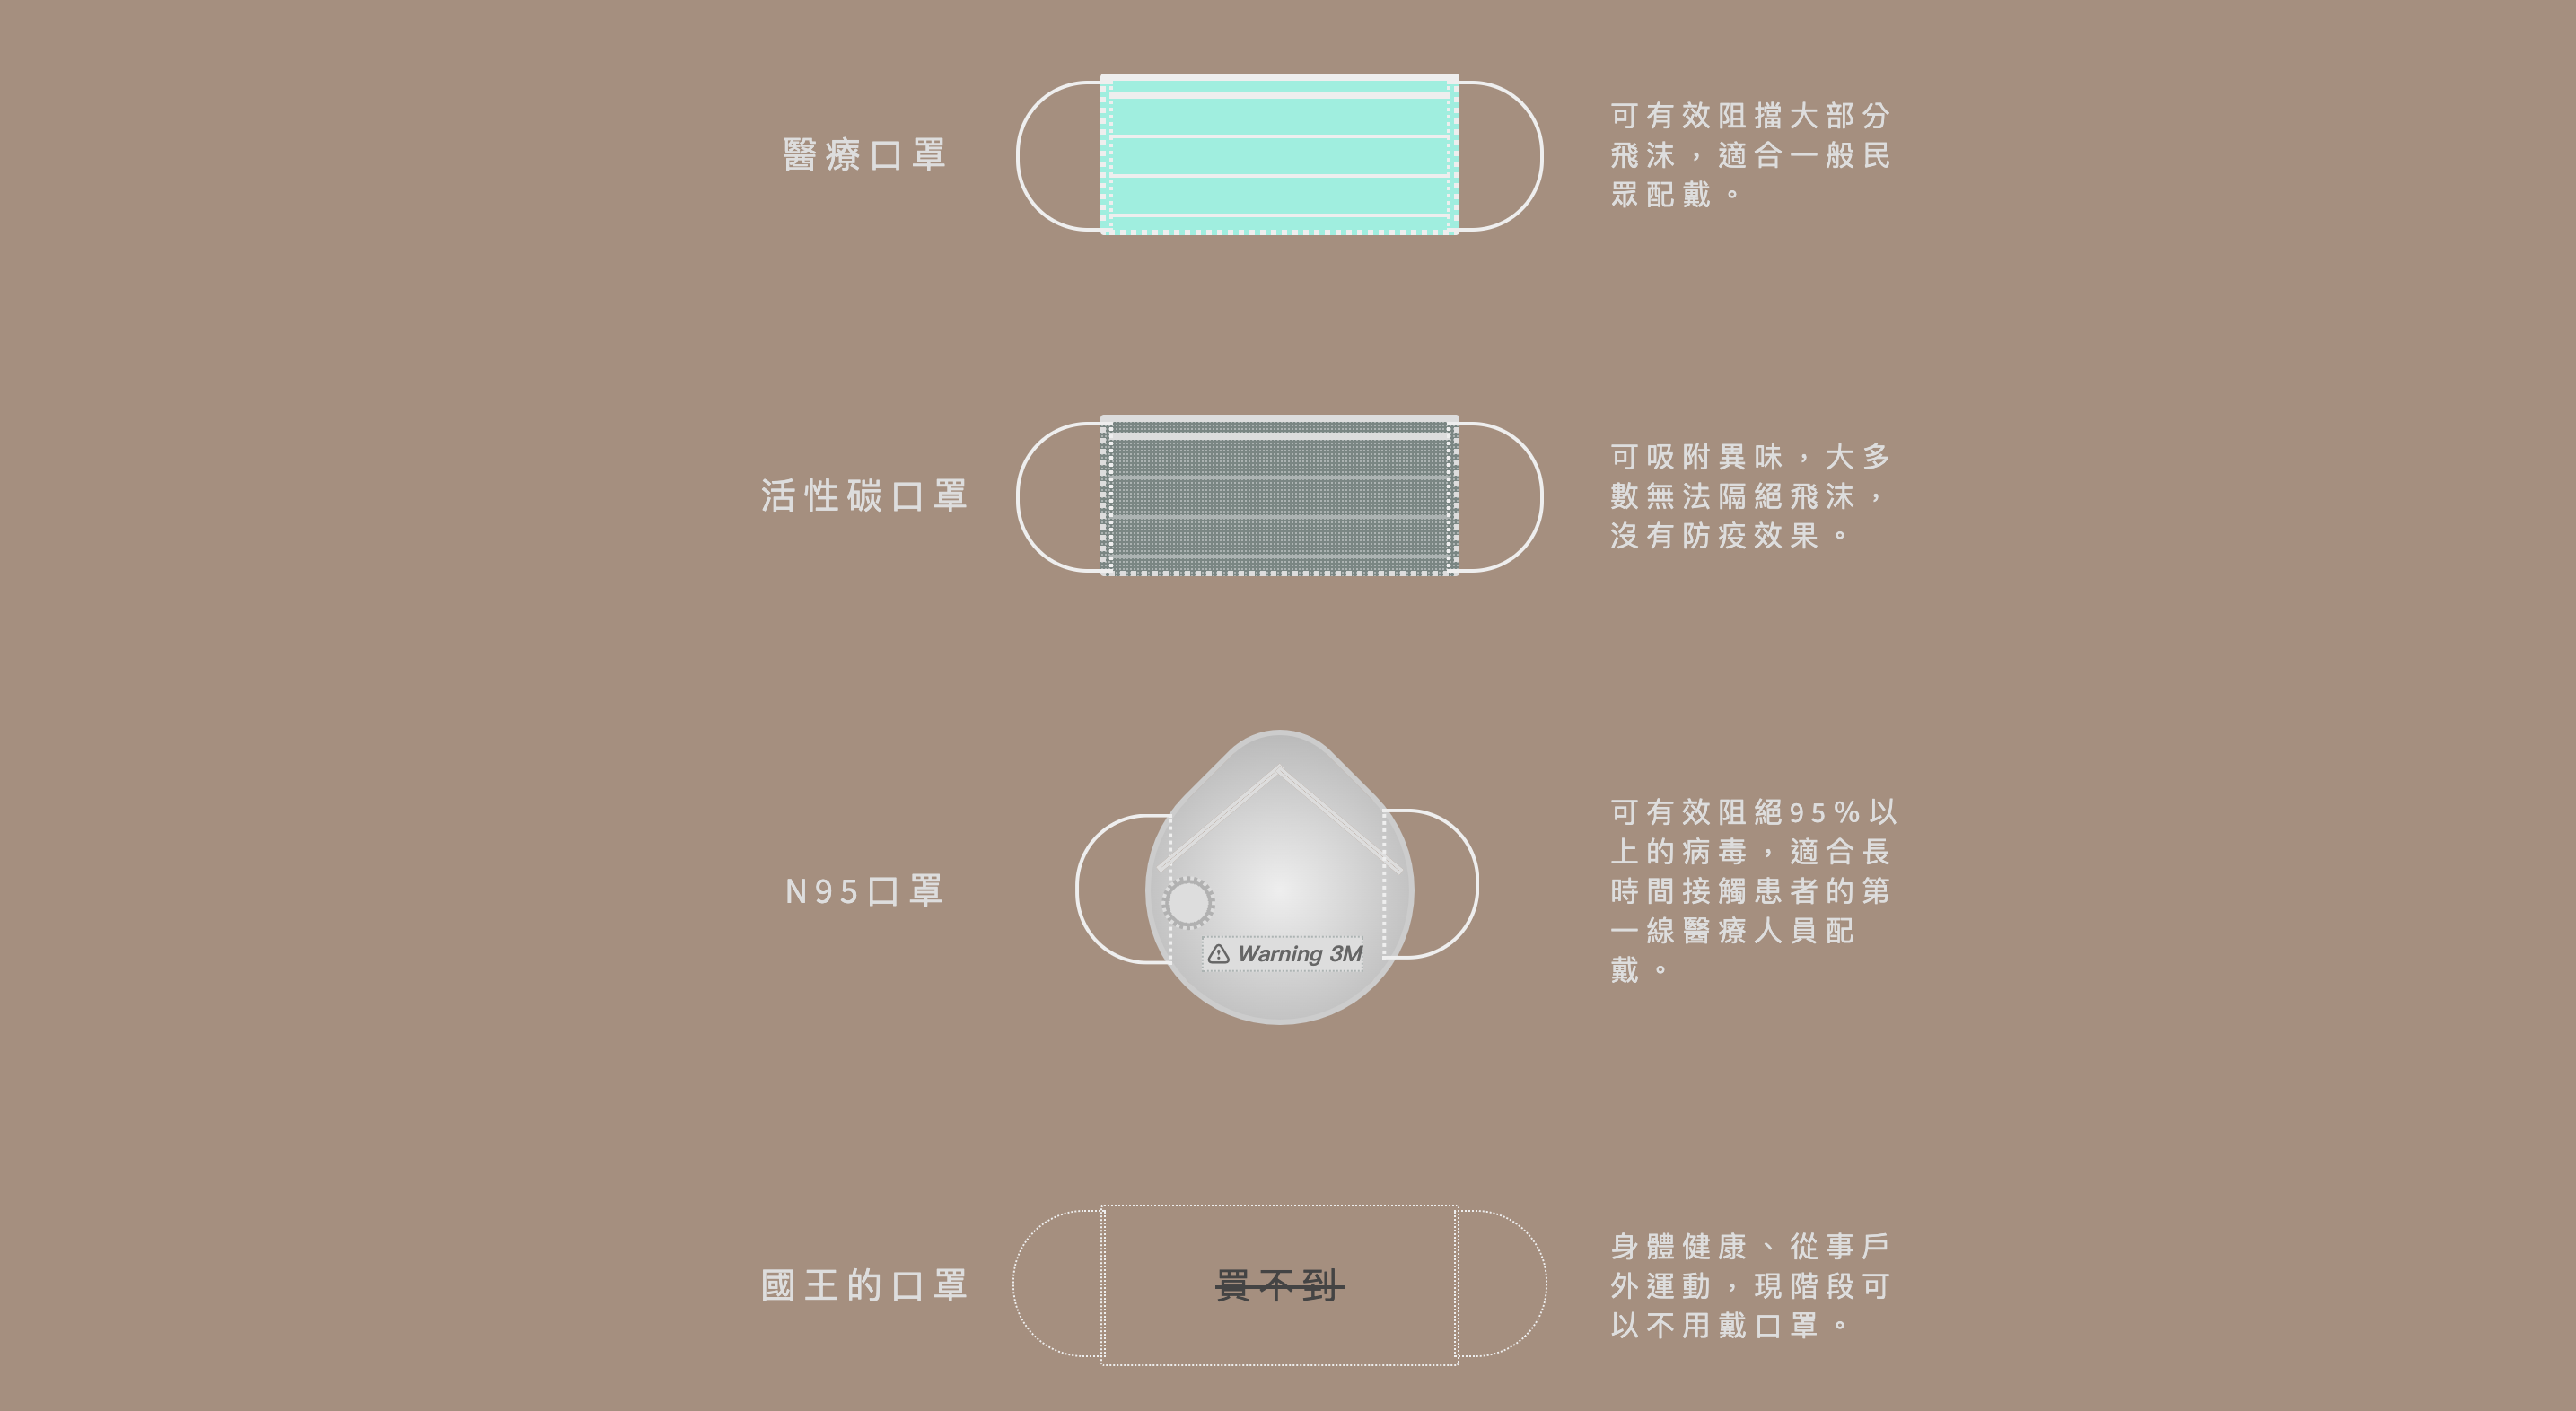 醫療口罩
可有效阻擋大部分
飛沫，適合一般民
眾配戴。
活性碳口罩
可吸附異味，大多
數無法隔絕飛沫，
沒有防疫效果。
N95口罩
Warning 3M
可有效阻絕95%以
上的病毒，適合長
時間接觸患者的第
一線醫療人員配
戴。
國王的口罩
買不到
身體健康、從事戶
外運動，現階段可
以不用戴口罩。